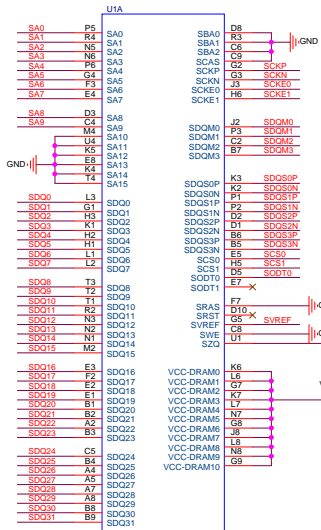 U1A
SA0 P5 SA0
SA1 R4 SA1
SA2 N5 SA2
SA3 N6 SA3
SA4 P6 SA4
SA5 G4 SA5
SA6 F3 SA6
SA7 E4 SA7
SA8 D3 SA8
SA9 C4 SA9
M4 SA10
U4 SA11
K5 SA12
GND E8 SA13
K4 SA14
T4 SA15
SDQ0 L3 SDQ0
SDQ1 G1 SDQ1
SDQ2 H3 SDQ2
SDQ3 K1 SDQ3
SDQ4 H2 SDQ4
SDQ5 H1 SDQ5
SDQ6 L1 SDQ6
SDQ7 L2 SDQ7
SDQ8 T3 SDQ8
SDQ9 T2 SDQ9
SDQ10 T1 SDQ10
SDQ11 R2 SDQ11
SDQ12 N3 SDQ12
SDQ13 N2 SDQ13
SDQ14 N1 SDQ14
SDQ15 M2 SDQ15
SDQ16 E3 SDQ16
SDQ17 F2 SDQ17
SDQ18 E2 SDQ18
SDQ19 E1 SDQ19
SDQ20 B1 SDQ20
SDQ21 B2 SDQ21
SDQ22 A2 SDQ22
SDQ23 B3 SDQ23
SDQ24 C5 SDQ24
SDQ25 B4 SDQ25
SDQ26 A4 SDQ26
SDQ27 A5 SDQ27
SDQ28 A7 SDQ28
SDQ29 A8 SDQ29
SDQ30 B8 SDQ30
SDQ31 B9 SDQ31
SBA0 D8
SBA1 R3 GND
SBA2 C6
SCAS C9
SCKP G2 SCKP
SCKN G3 SCKN
SCKE0 J3 SCKE0
SCKE1 H6 SCKE1
SDQM0 J2 SDQM0
SDQM1 P3 SDQM1
SDQM2 C2 SDQM2
SDQM3 B7 SDQM3
SDQS0P K3 SDQS0P
SDQS0N K2 SDQS0N
SDQS1P P1 SDQS1P
SDQS1N P2 SDQS1N
SDQS2P D2 SDQS2P
SDQS2N D1 SDQS2N
SDQS3P B6 SDQS3P
SDQS3N B5 SDQS3N
SCS0 E5 SCS0
SCS1 H5 SCS1
SODT0 D5 SODT0
SODT1 E7
SRAS F7
SRST D10
SVREF G5 SVREF
SWE C8
SZQ U1
VCC-DRAM0 K6
VCC-DRAM1 L6
VCC-DRAM2 G7
VCC-DRAM3 K7
VCC-DRAM4 L7
VCC-DRAM5 N7
VCC-DRAM6 G8
VCC-DRAM7 J8
VCC-DRAM8 L8
VCC-DRAM9 N8
VCC-DRAM10 G9